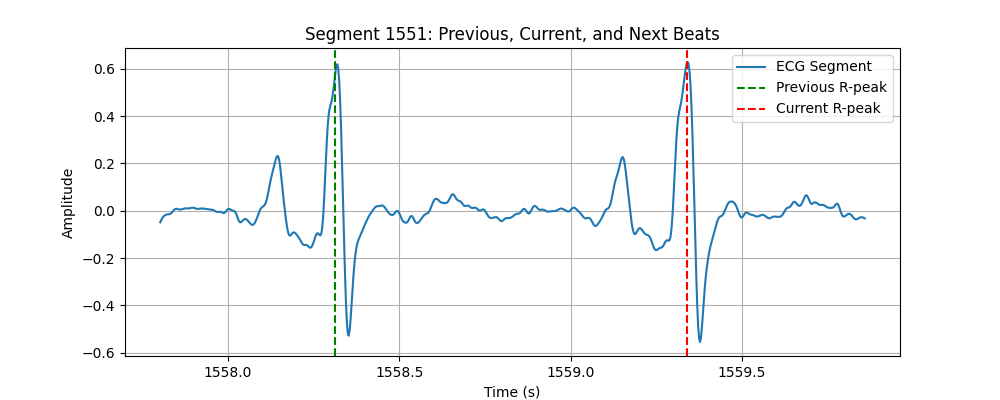 Segment 1551: Previous, Current, and Next Beats
ECG Segment
Previous R-peak
Current R-peak
0.6
0.4
0.2
0.0
−0.2
−0.4
−0.6
Amplitude
1558.0
1558.5
1559.0
1559.5
Time (s)